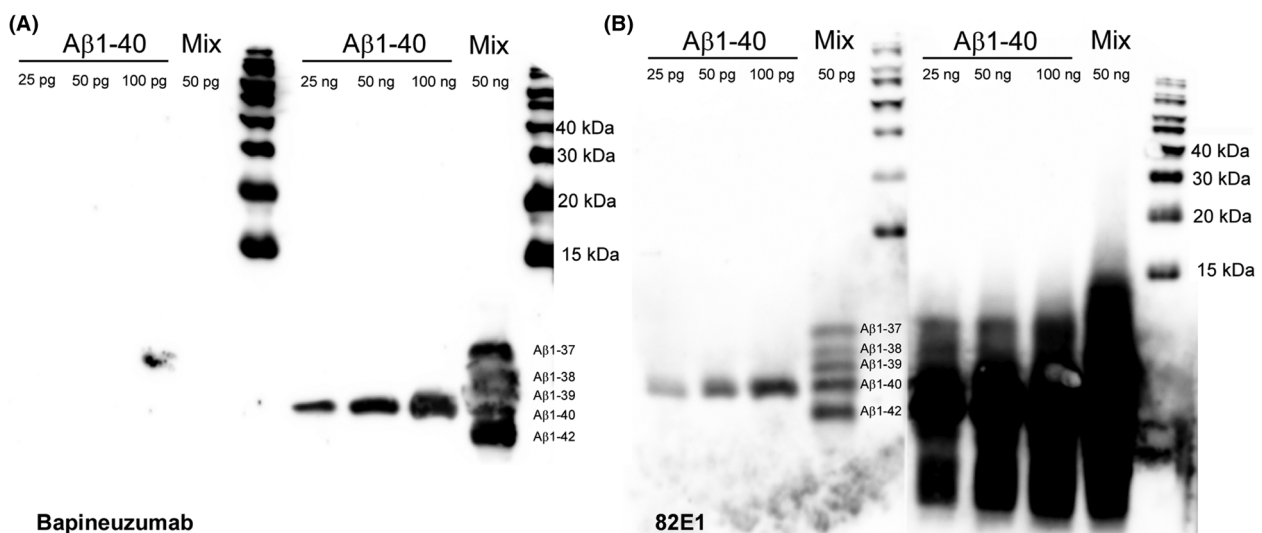 (A)
Aβ1-40 Mix
25 pg 50 pg 100 pg 50 pg
Aβ1-40 Mix
25 ng 50 ng 100 ng 50 ng
40 kDa
30 kDa
20 kDa
15 kDa
Aβ1-37
Aβ1-38
Aβ1-39
Aβ1-40
Aβ1-42
Bapineuzumab
(B)
Aβ1-40 Mix
25 pg 50 pg 100 pg 50 pg
Aβ1-40 Mix
25 ng 50 ng 100 ng 50 ng
40 kDa
30 kDa
20 kDa
15 kDa
Aβ1-37
Aβ1-38
Aβ1-39
Aβ1-40
Aβ1-42
82E1